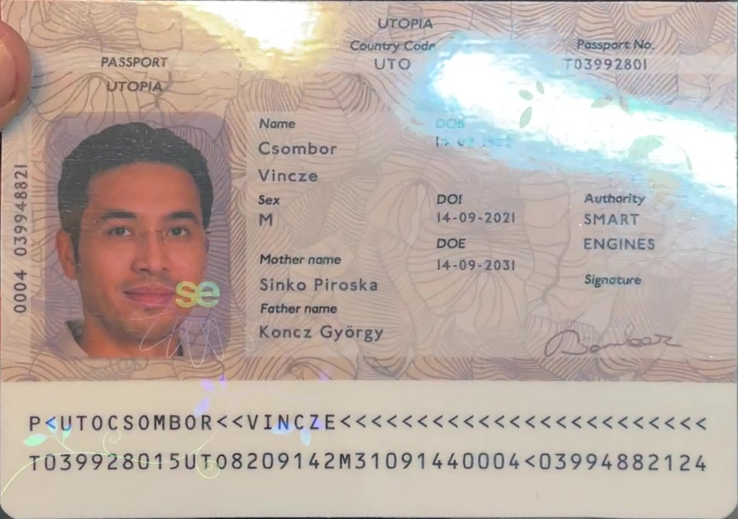 UTOPIA
PASSPORT
Country Code
Passport No.
UTOPIA
UTO
T03992801
Name
DOB
Csombor
Vincze
Sex
DOI
Authority
M
14-09-2021
SMART
DOE
ENGINES
Mother name
14-09-2031
Sinko Piroska
Signature
Father name
Koncz György
0004 039948821
se
P<UTOCSOMBOR<<VINCZE<<<<<<<<<<<<<<<<<<<<<<<<
T039928015UTO8209142M31091440004<03994882124